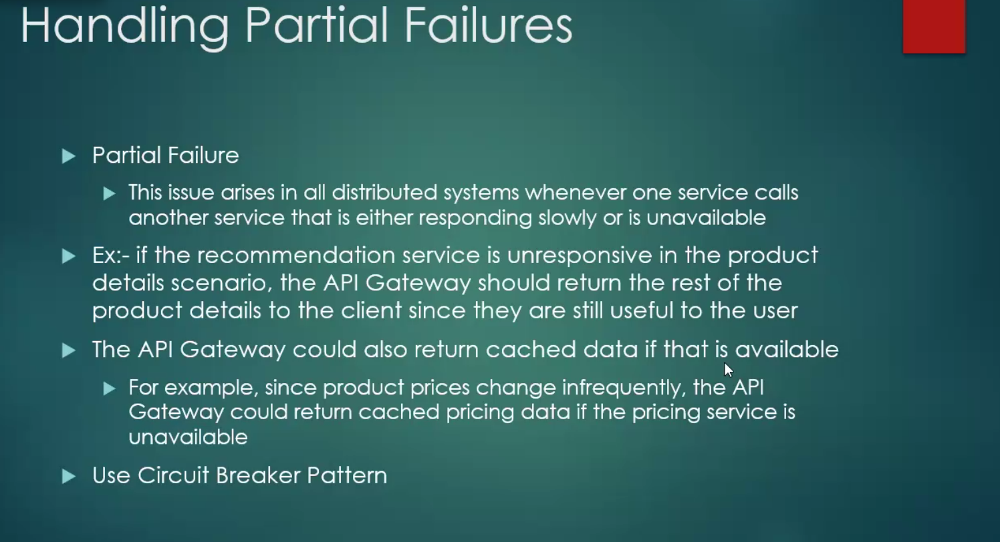 Handling Partial Failures
Partial Failure
This issue arises in all distributed systems whenever one service calls
another service that is either responding slowly or is unavailable
Ex:- if the recommendation service is unresponsive in the product
details scenario, the API Gateway should return the rest of the
product details to the client since they are still useful to the user
The API Gateway could also return cached data if that is available
For example, since product prices change infrequently, the API
Gateway could return cached pricing data if the pricing service is
unavailable
Use Circuit Breaker Pattern